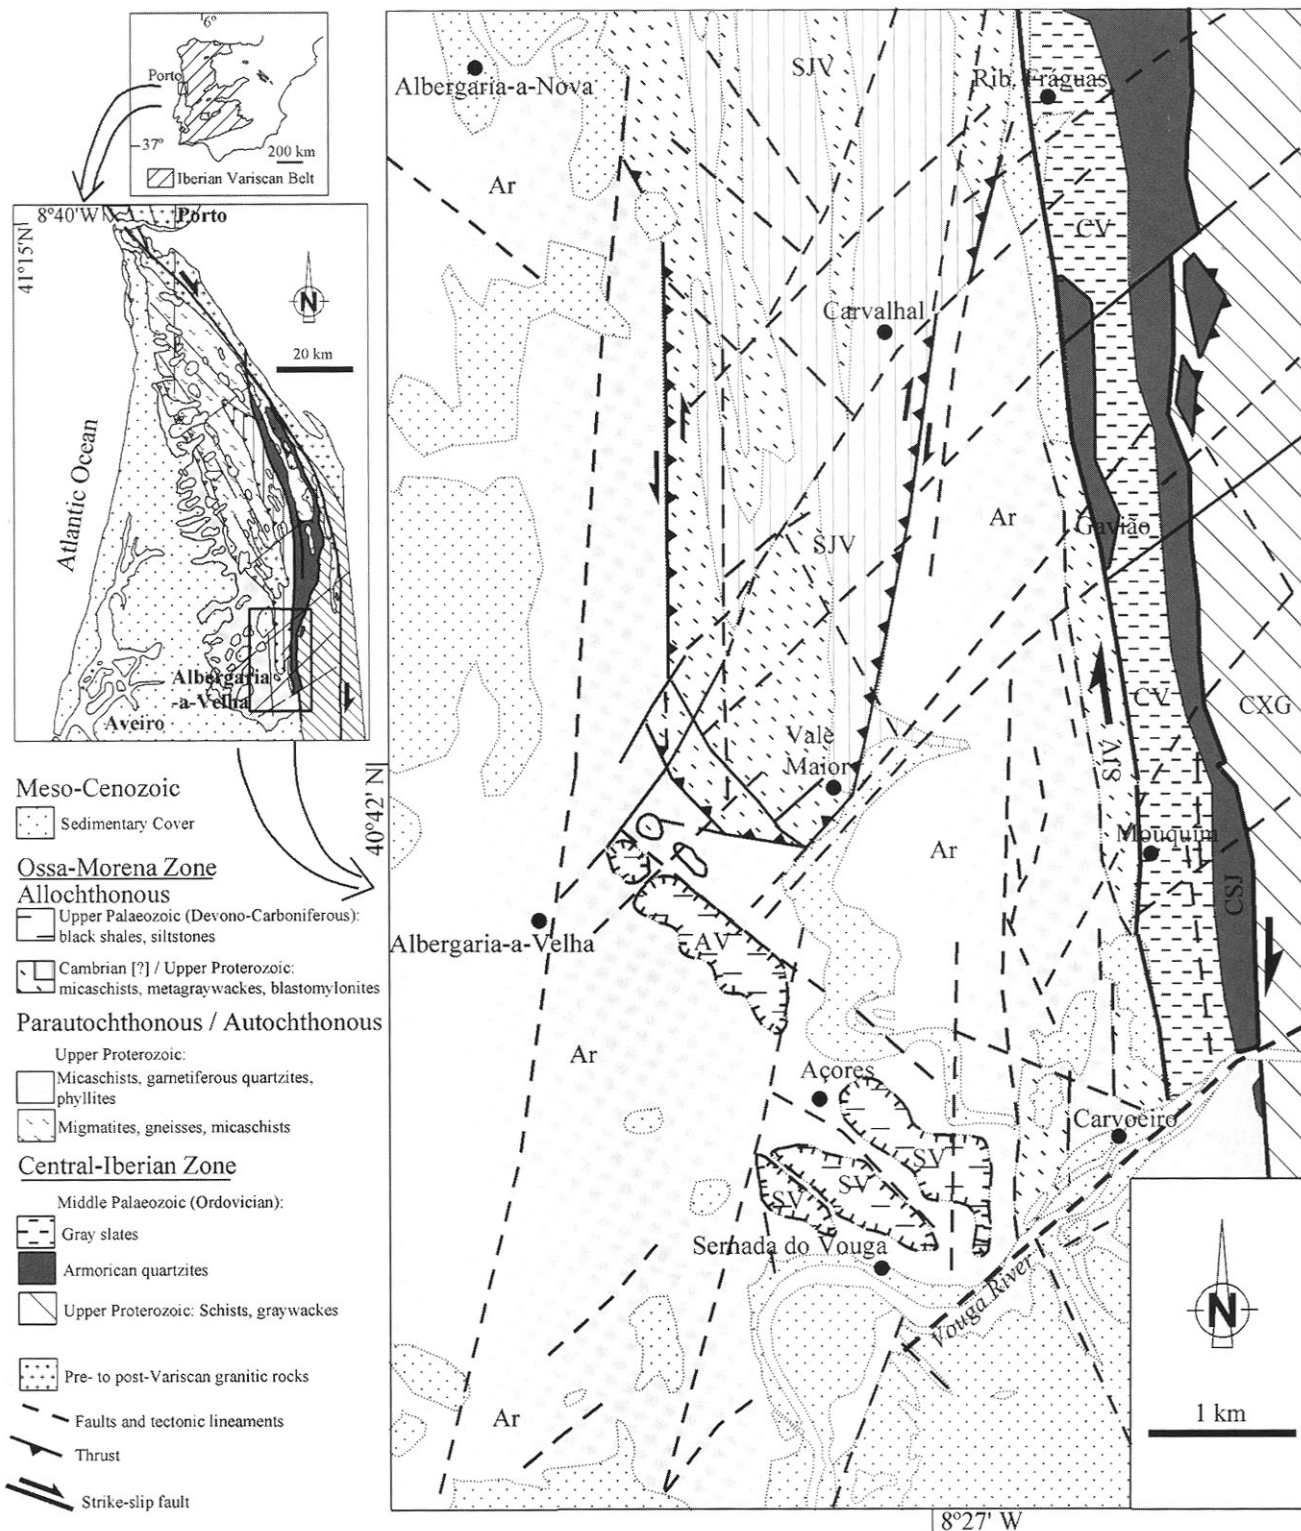 6°
Porto
37°
200 km
Iberian Variscan Belt
8°40'W
Porto
41°15'N
N
20 km
Atlantic Ocean
Albergaria
-a-Velha
Aveiro
Meso-Cenozoic
Sedimentary Cover
Ossa-Morena Zone
Allochthonous
Upper Palaeozoic (Devono-Carboniferous):
black shales, siltstones
Cambrian [?] / Upper Proterozoic:
micaschists, metagraywackes, blastomylonites
Parautochthonous / Autochthonous
Upper Proterozoic:
Micaschists, garnetiferous quartzites,
phyllites
Migmatites, gneisses, micaschists
Central-Iberian Zone
Middle Palaeozoic (Ordovician):
Gray slates
Armorican quartzites
Upper Proterozoic: Schists, graywackes
Pre- to post-Variscan granitic rocks
Faults and tectonic lineaments
Thrust
Strike-slip fault
40°42' N
Albergaria-a-Nova
SJV
Rib. Fráguas
Ar
CV
Carvalhal
Ar
Gavião
SJV
CV
CXG
Vale
Maior
SJV
Mouquim
Ar
CSJ
Albergaria-a-Velha
AV
Ar
Açores
Carvoeiro
SV
SV
SV
Sernada do Vouga
Vouga River
N
Ar
1 km
8°27' W